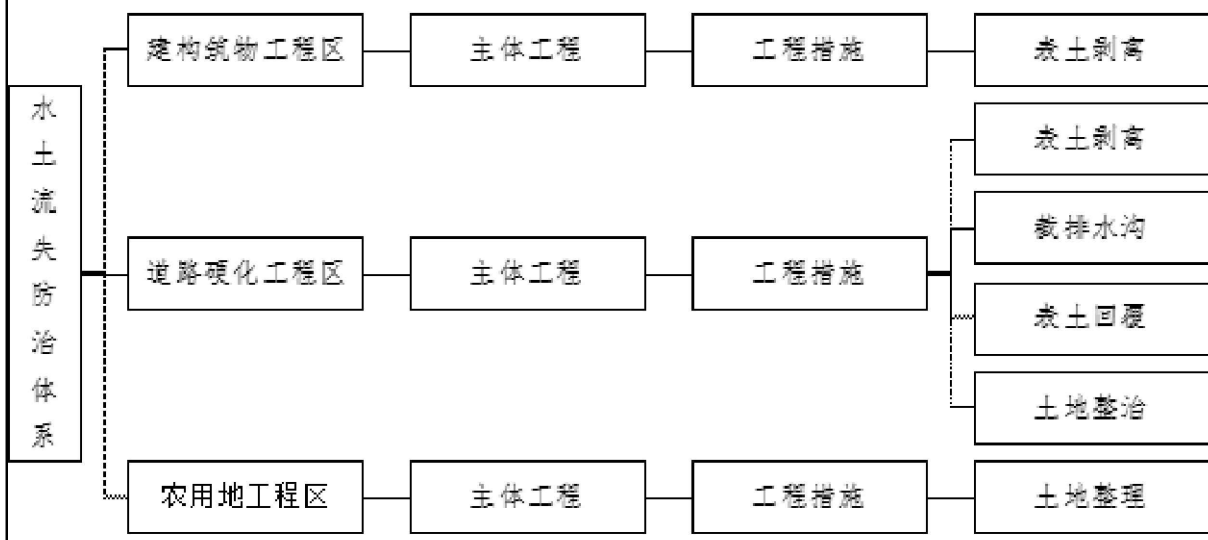 水土流失防治体系
建构筑物工程区
主体工程
工程措施
表土剥离
道路硬化工程区
主体工程
工程措施
表土剥离
截排水沟
表土回覆
土地整治
农用地工程区
主体工程
工程措施
土地整理